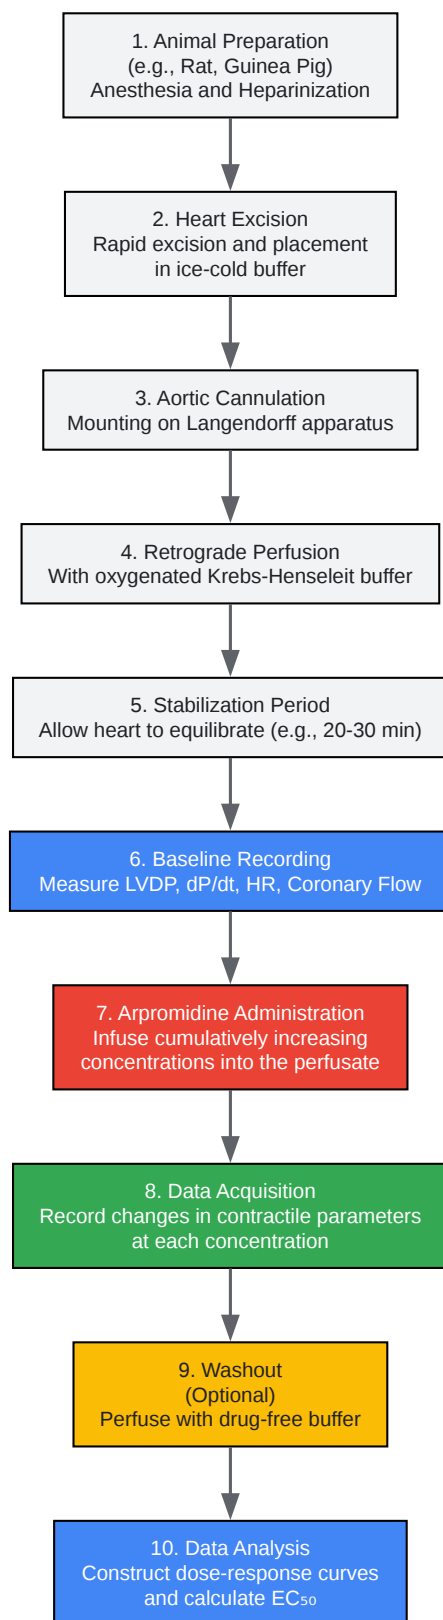 1. Animal Preparation
(e.g., Rat, Guinea Pig)
Anesthesia and Heparinization
2. Heart Excision
Rapid excision and placement
in ice-cold buffer
3. Aortic Cannulation
Mounting on Langendorff apparatus
4. Retrograde Perfusion
With oxygenated Krebs-Henseleit buffer
5. Stabilization Period
Allow heart to equilibrate (e.g., 20-30 min)
6. Baseline Recording
Measure LVDP, dP/dt, HR, Coronary Flow
7. Arpromidine Administration
Infuse cumulatively increasing
concentrations into the perfusate
8. Data Acquisition
Record changes in contractile parameters
at each concentration
9. Washout
(Optional)
Perfuse with drug-free buffer
10. Data Analysis
Construct dose-response curves
and calculate EC₅₀